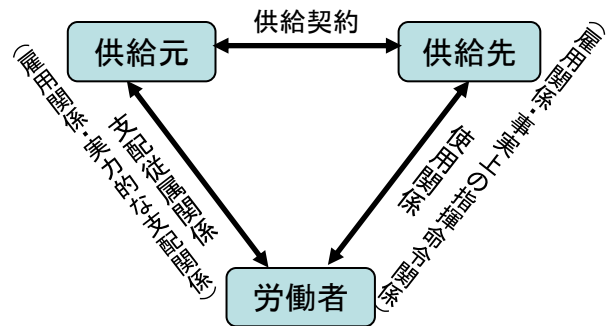 供給契約
供給元
供給先
支配従属関係
（雇用関係・実力的な支配関係）
使用関係
（雇用関係・事実上の指揮命令関係）
労働者